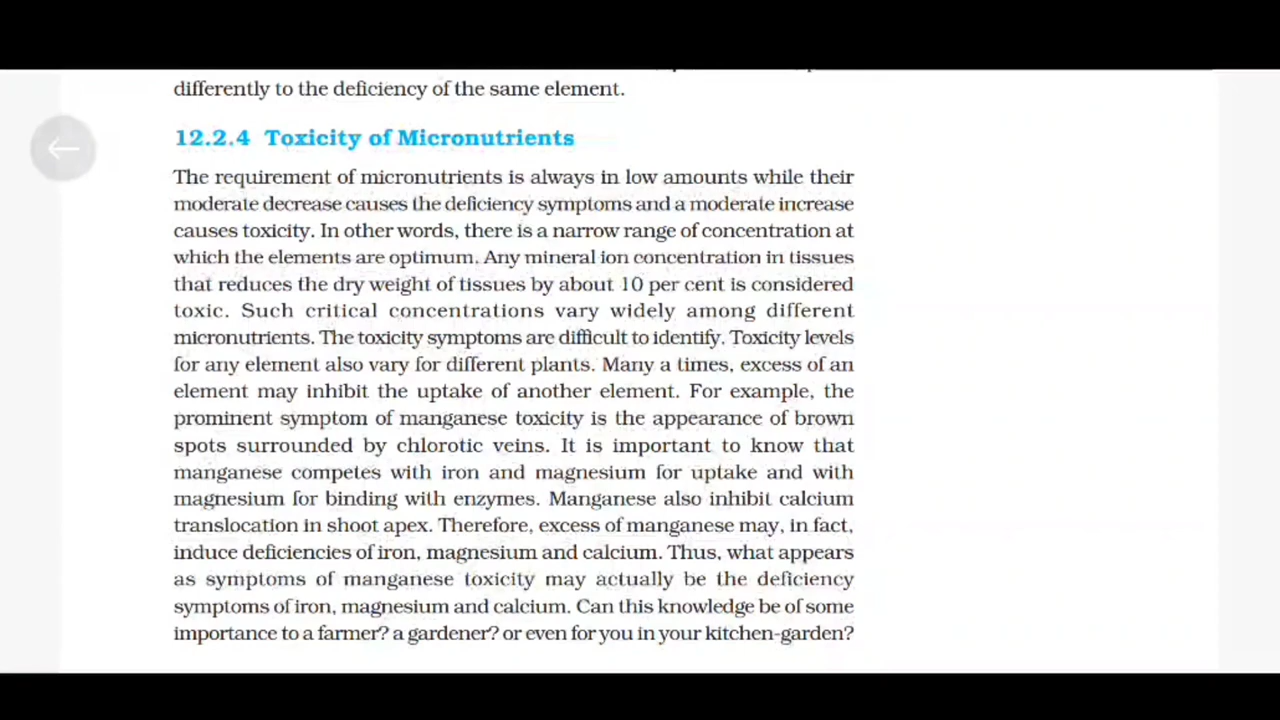 differently to the deficiency of the same element.
12.2.4 Toxicity of Micronutrients
The requirement of micronutrients is always in low amounts while their
moderate decrease causes the deficiency symptoms and a moderate increase
causes toxicity. In other words, there is a narrow range of concentration at
which the elements are optimum. Any mineral ion concentration in tissues
that reduces the dry weight of tissues by about 10 per cent is considered
toxic. Such critical concentrations vary widely among different
micronutrients. The toxicity symptoms are difficult to identify. Toxicity levels
for any element also vary for different plants. Many a times, excess of an
element may inhibit the uptake of another element. For example, the
prominent symptom of manganese toxicity is the appearance of brown
spots surrounded by chlorotic veins. It is important to know that
manganese competes with iron and magnesium for uptake and with
magnesium for binding with enzymes. Manganese also inhibit calcium
translocation in shoot apex. Therefore, excess of manganese may, in fact,
induce deficiencies of iron, magnesium and calcium. Thus, what appears
as symptoms of manganese toxicity may actually be the deficiency
symptoms of iron, magnesium and calcium. Can this knowledge be of some
importance to a farmer? a gardener? or even for you in your kitchen-garden?